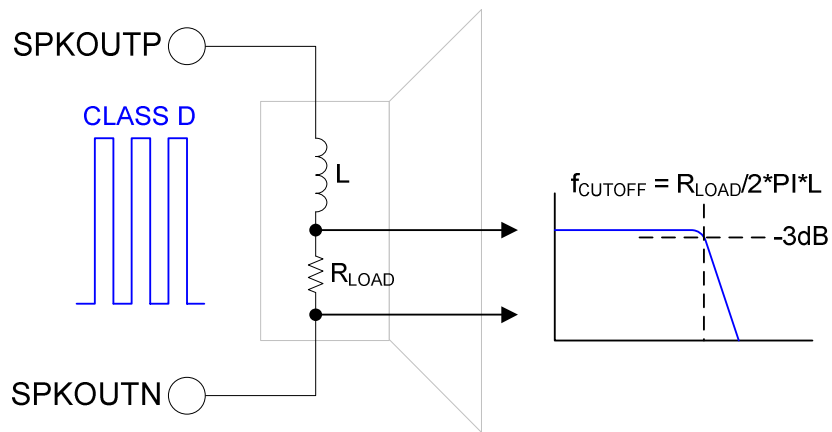 SPKOUTP
CLASS D
L
fCUTOFF = RLOAD/2*PI*L
-3dB
RLOAD
SPKOUTN